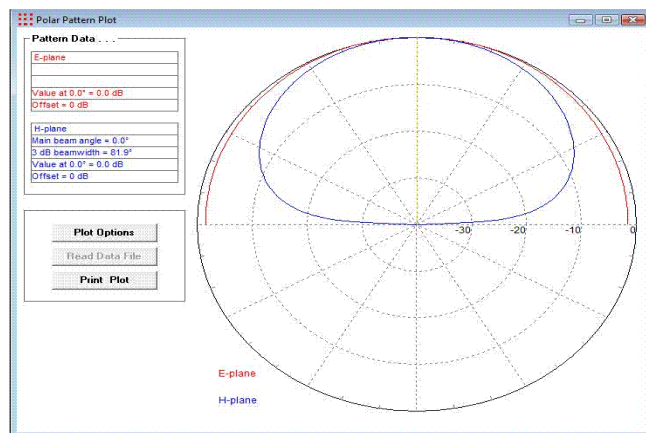 Polar Pattern Plot
Pattern Data . . .
E-plane
Value at 0.0° = 0.0 dB
Offset = 0 dB
H-plane
Main beam angle = 0.0°
3 dB beamwidth = 81.9°
Value at 0.0° = 0.0 dB
Offset = 0 dB
Plot Options
Read Data File
Print Plot
-30 -20 -10 0
E-plane
H-plane